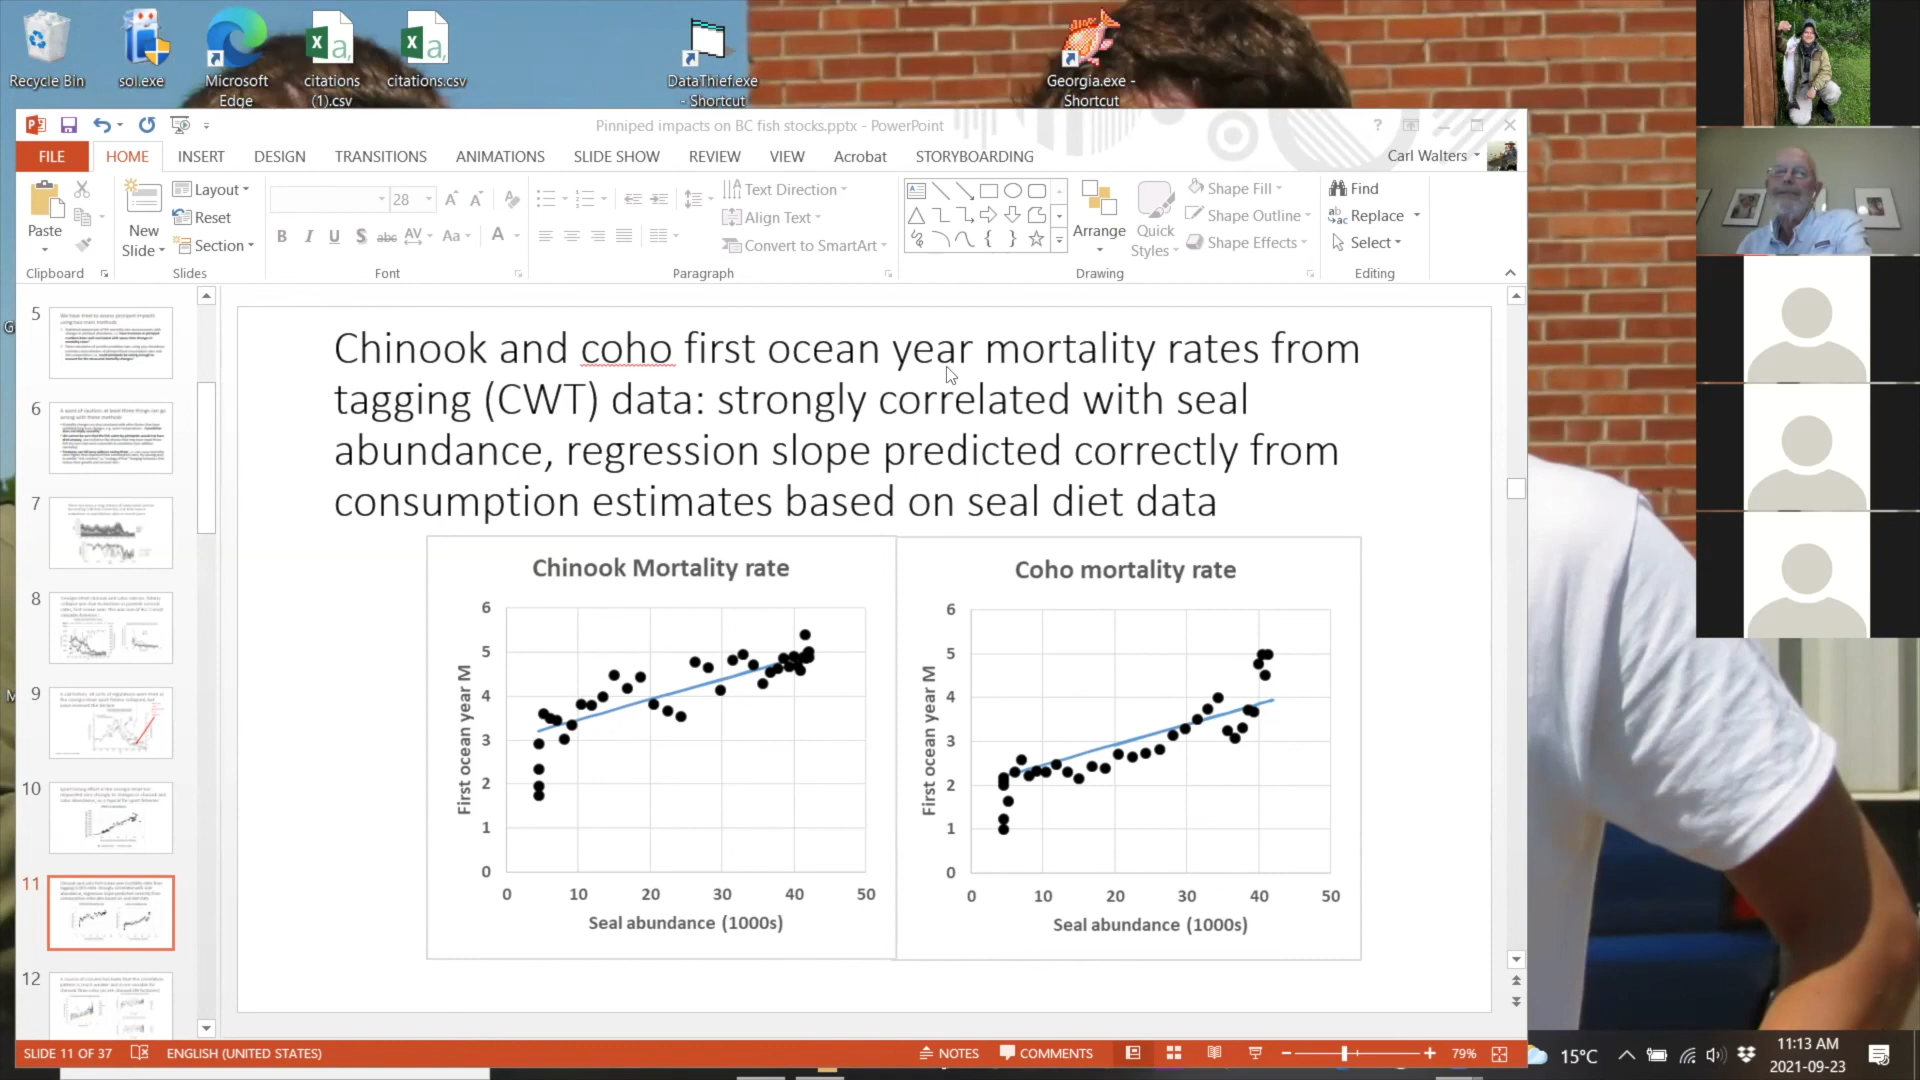 Recycle Bin
sol.exe
Microsoft Edge
citations (1).csv
citations.csv
DataThief.exe - Shortcut
Georgia.exe - Shortcut
Pinniped impacts on BC fish stocks.pptx - PowerPoint
FILE HOME INSERT DESIGN TRANSITIONS ANIMATIONS SLIDE SHOW REVIEW VIEW Acrobat STORYBOARDING Carl Walters
Paste
New Slide
Layout
Reset
Section
28
Text Direction
Align Text
Convert to SmartArt
Arrange
Quick Styles
Shape Fill
Shape Outline
Shape Effects
Find
Replace
Select
Clipboard Slides Font Paragraph Drawing Editing
5
6
7
8
9
10
11
12
Chinook and coho first ocean year mortality rates from
tagging (CWT) data: strongly correlated with seal
abundance, regression slope predicted correctly from
consumption estimates based on seal diet data
Chinook Mortality rate
First ocean year M
6
5
4
3
2
1
0
0 10 20 30 40 50
Seal abundance (1000s)
Coho mortality rate
First ocean year M
6
5
4
3
2
1
0
0 10 20 30 40 50
Seal abundance (1000s)
SLIDE 11 OF 37 ENGLISH (UNITED STATES) NOTES COMMENTS 79%
15°C
11:13 AM
2021-09-23